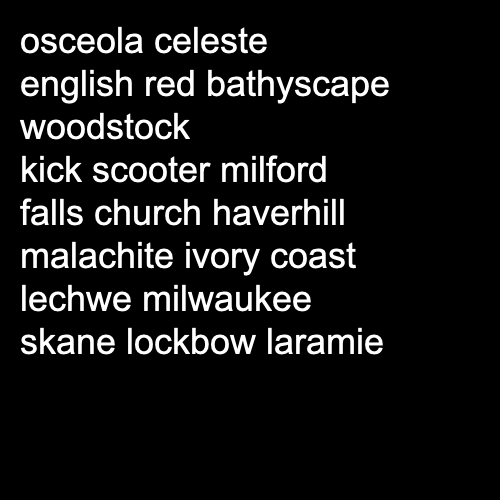 osceola celeste
english red bathyscape
woodstock
kick scooter milford
falls church haverhill
malachite ivory coast
lechwe milwaukee
skane lockbow laramie